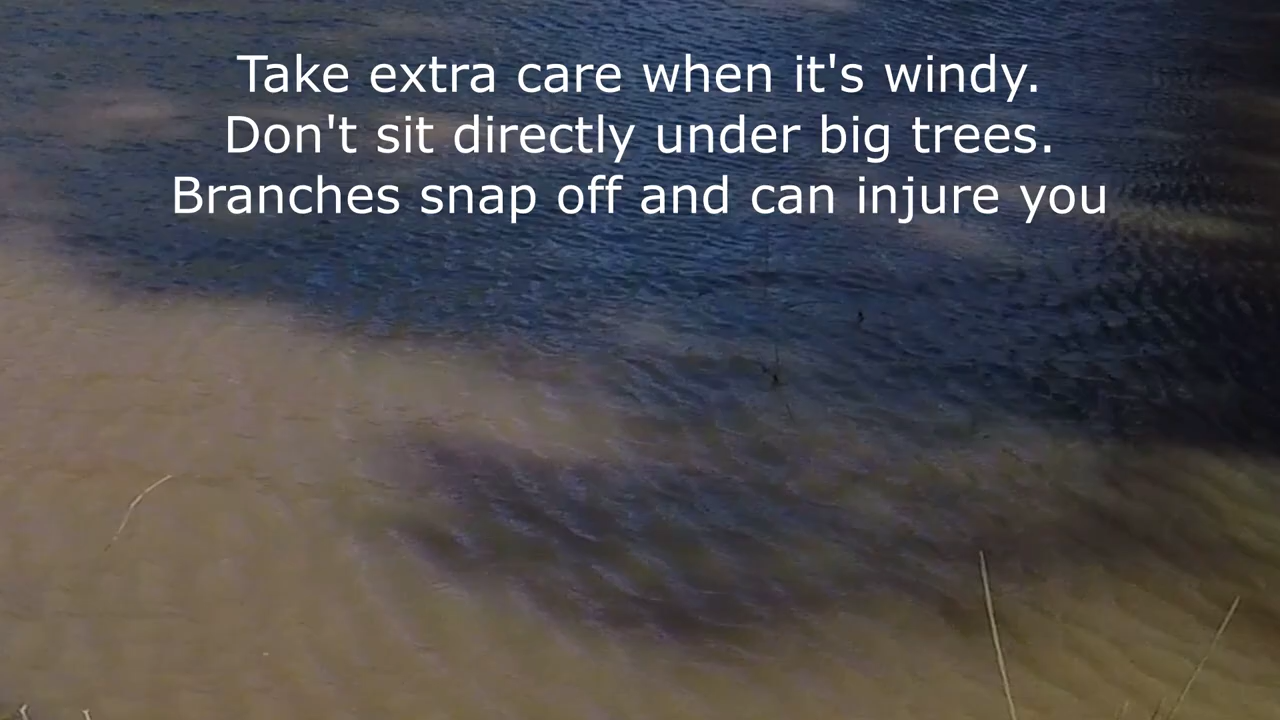 Take extra care when it's windy.
Don't sit directly under big trees.
Branches snap off and can injure you